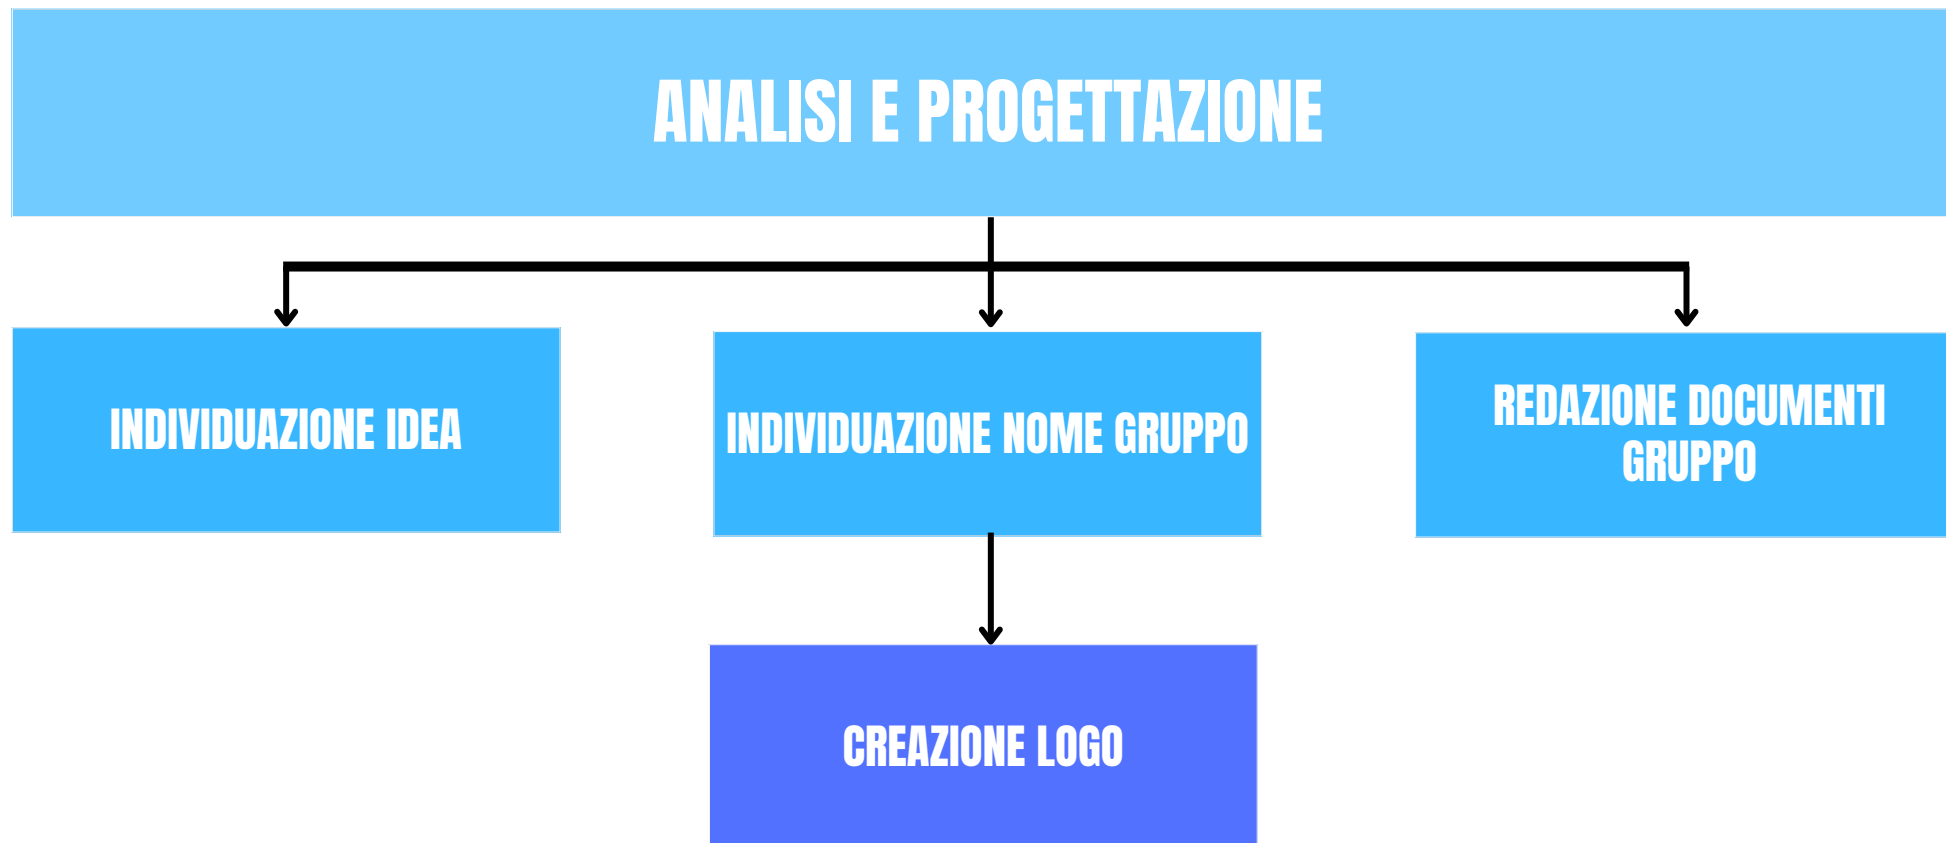 ANALISI E PROGETTAZIONE
INDIVIDUAZIONE IDEA
INDIVIDUAZIONE NOME GRUPPO
REDAZIONE DOCUMENTI
GRUPPO
CREAZIONE LOGO